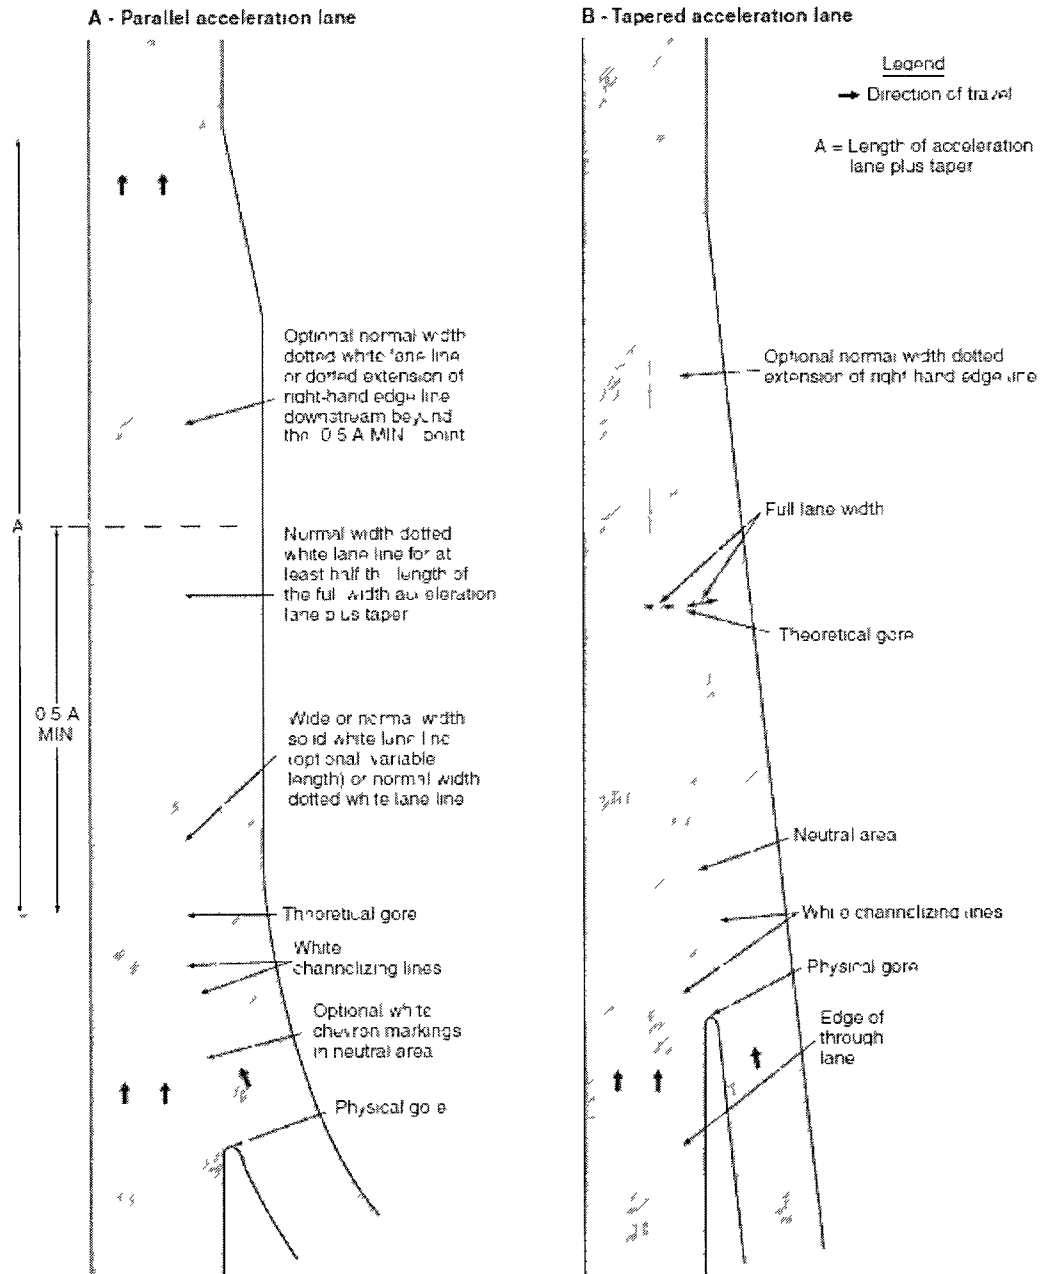 A - Parallel acceleration lane
Optional normal width
dotted white lane line
or dotted extension of
right-hand edge line
downstream beyond
the 0.5 A MIN. point
A
Normal width dotted
white lane line for at
least half the length of
the full width acceleration
lane plus taper
0.5 A
MIN.
Wide or normal width
solid white lane line
(optional, variable
length) or normal width
dotted white lane line
Theoretical gore
White
channelizing lines
Optional white
chevron markings
in neutral area
Physical gore
B - Tapered acceleration lane
Legend
Direction of travel
A = Length of acceleration
lane plus taper
Optional normal width dotted
extension of right hand edge line
Full lane width
Theoretical gore
Neutral area
White channelizing lines
Physical gore
Edge of
through
lane